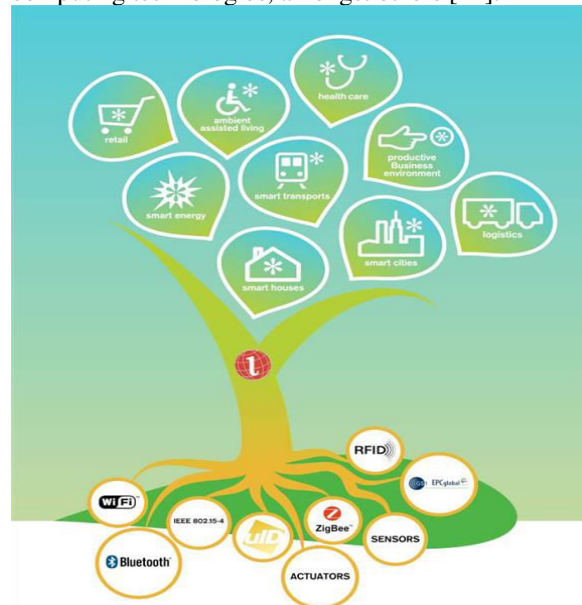 health care
ambient
assisted living
retail
productive
Business
environment
smart transports
smart energy
logistics
smart cities
smart houses
RFID
EPCglobal
WiFi
IEEE 802.15-4
uID
ZigBee™
SENSORS
Bluetooth
ACTUATORS